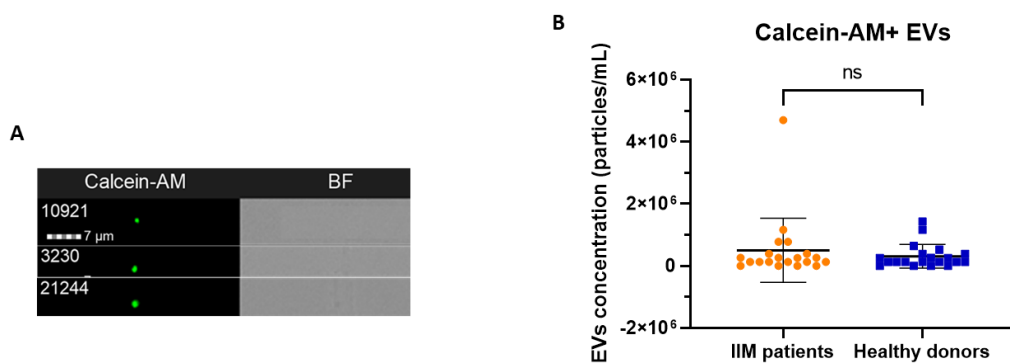 A
Calcein-AM BF
10921
7 µm
3230
21244
B
Calcein-AM+ EVs
ns
EVs concentration (particles/mL)
6×10⁶
4×10⁶
2×10⁶
0
-2×10⁶
IIM patients Healthy donors